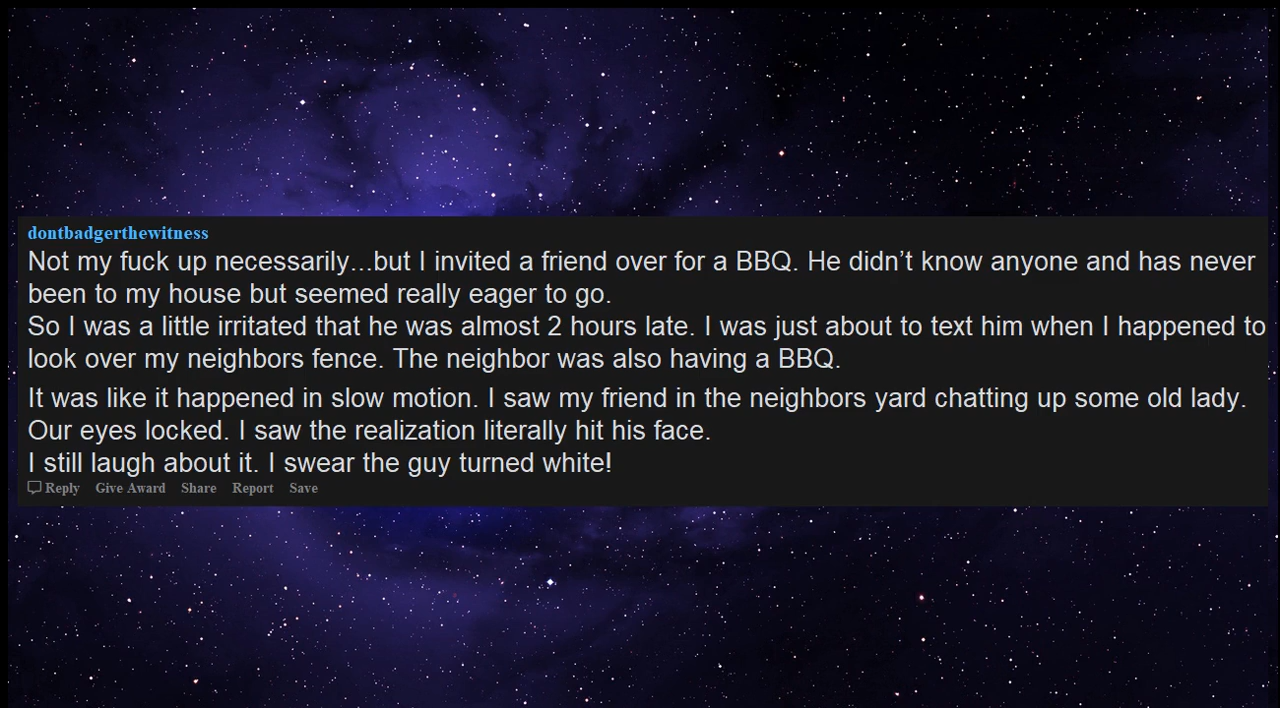 dontbadgerthewitness
Not my fuck up necessarily...but I invited a friend over for a BBQ. He didn’t know anyone and has never
been to my house but seemed really eager to go.
So I was a little irritated that he was almost 2 hours late. I was just about to text him when I happened to
look over my neighbors fence. The neighbor was also having a BBQ.
It was like it happened in slow motion. I saw my friend in the neighbors yard chatting up some old lady.
Our eyes locked. I saw the realization literally hit his face.
I still laugh about it. I swear the guy turned white!
Reply Give Award Share Report Save